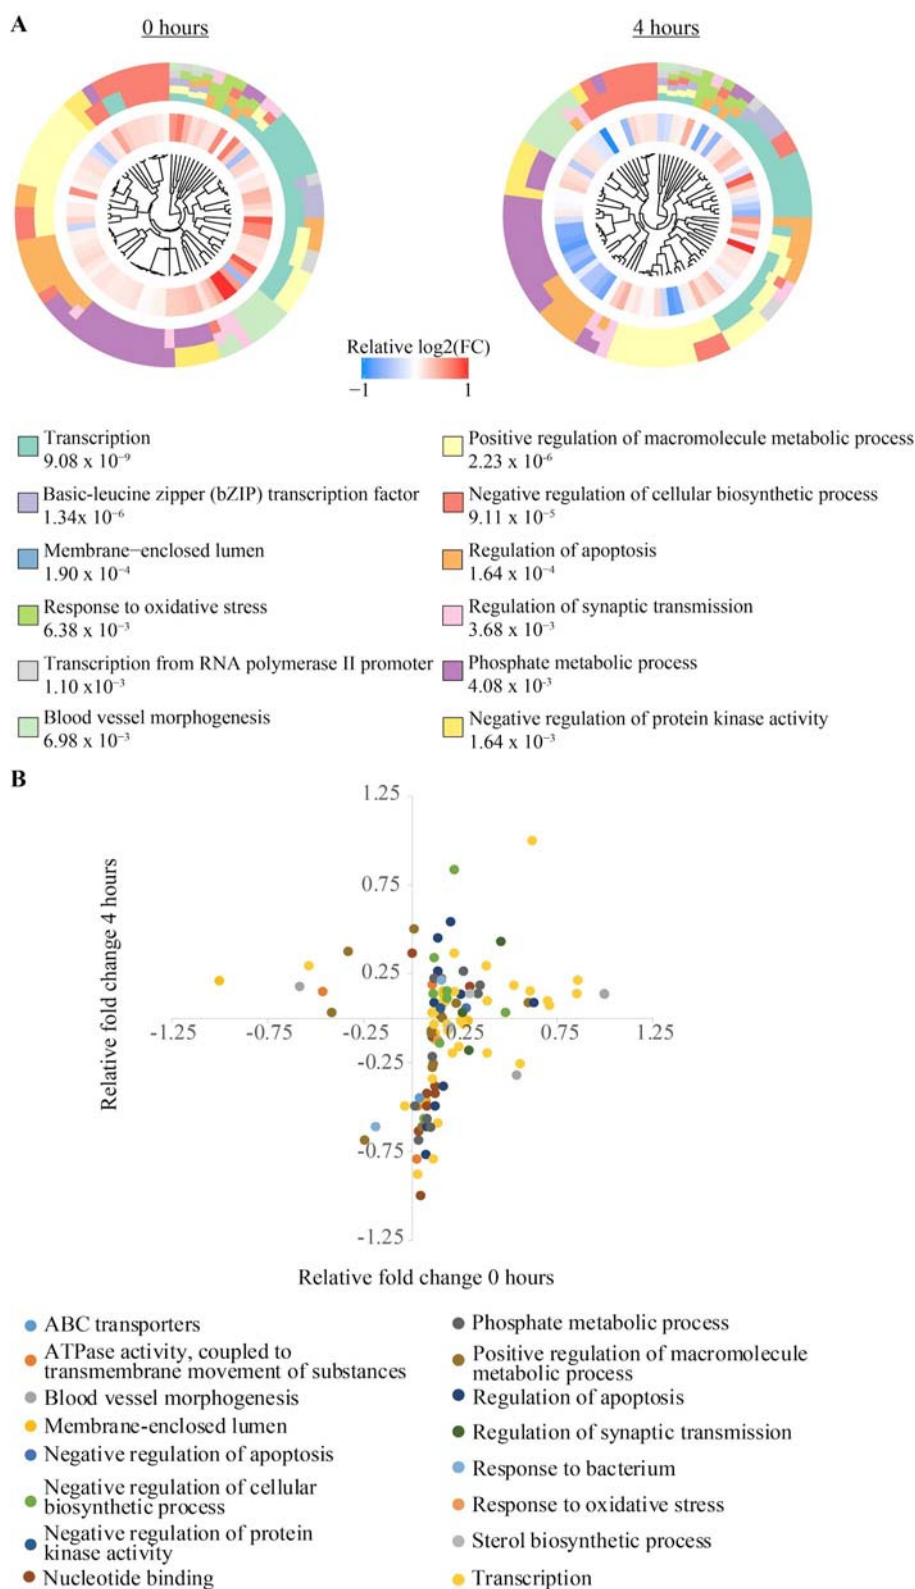 A
0 hours
4 hours
Relative log2(FC)
−1 1
Transcription
9.08 x 10⁻⁹
Basic-leucine zipper (bZIP) transcription factor
1.34x 10⁻⁶
Membrane−enclosed lumen
1.90 x 10⁻⁴
Response to oxidative stress
6.38 x 10⁻³
Transcription from RNA polymerase II promoter
1.10 x10⁻³
Blood vessel morphogenesis
6.98 x 10⁻³
Positive regulation of macromolecule metabolic process
2.23 x 10⁻⁶
Negative regulation of cellular biosynthetic process
9.11 x 10⁻⁵
Regulation of apoptosis
1.64 x 10⁻⁴
Regulation of synaptic transmission
3.68 x 10⁻³
Phosphate metabolic process
4.08 x 10⁻³
Negative regulation of protein kinase activity
1.64 x 10⁻³
B
Relative fold change 4 hours
1.25
0.75
0.25
-1.25 -0.75 -0.25 0.25 0.75 1.25
-0.25
-0.75
-1.25
Relative fold change 0 hours
ABC transporters
ATPase activity, coupled to
transmembrane movement of substances
Blood vessel morphogenesis
Membrane-enclosed lumen
Negative regulation of apoptosis
Negative regulation of cellular
biosynthetic process
Negative regulation of protein
kinase activity
Nucleotide binding
Phosphate metabolic process
Positive regulation of macromolecule
metabolic process
Regulation of apoptosis
Regulation of synaptic transmission
Response to bacterium
Response to oxidative stress
Sterol biosynthetic process
Transcription